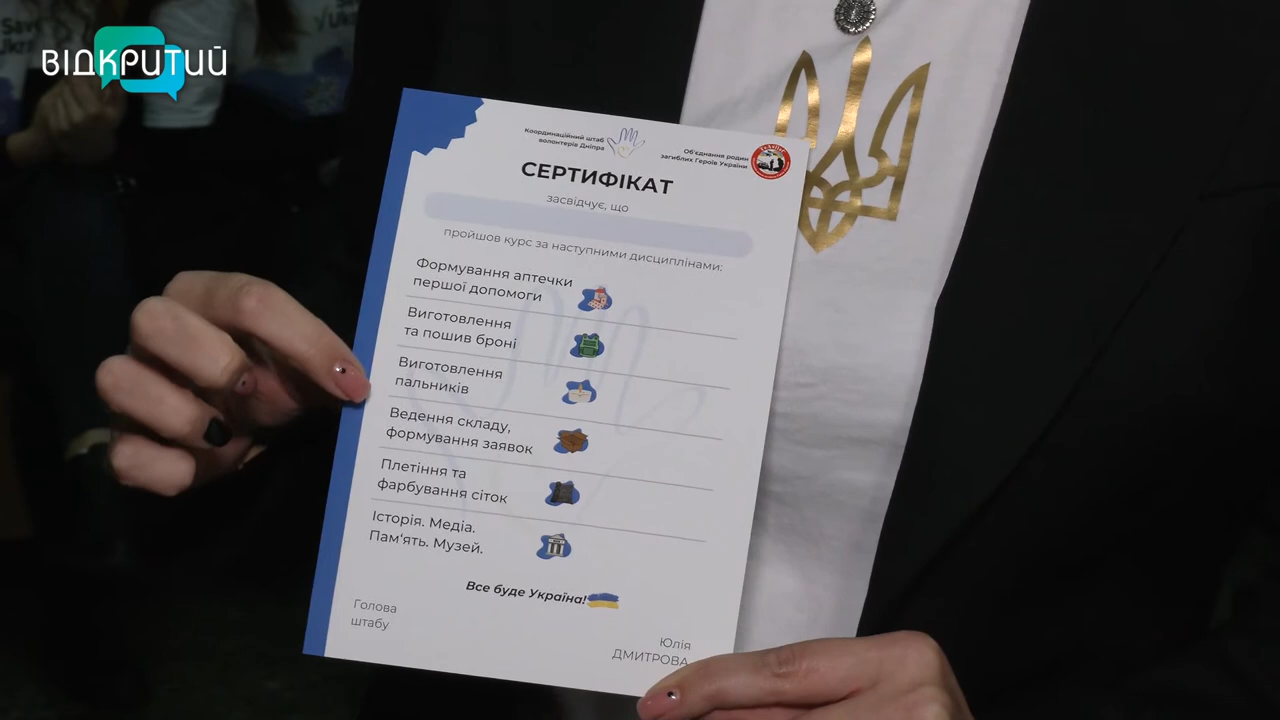 ВІДКРИТИЙ
Save
Ukra
Координаційний штаб
волонтерів Дніпра
Об'єднання родин
загиблих Героїв України
СЕРТИФІКАТ
засвідчує, що
пройшов курс за наступними дисциплінами:
Формування аптечки
першої допомоги
Виготовлення
та пошив броні
Виготовлення
пальників
Ведення складу,
формування заявок
Плетіння та
фарбування сіток
Історія. Медіа.
Пам'ять. Музей.
Все буде Україна!
Голова
штабу
Юлія
ДМИТРОВА